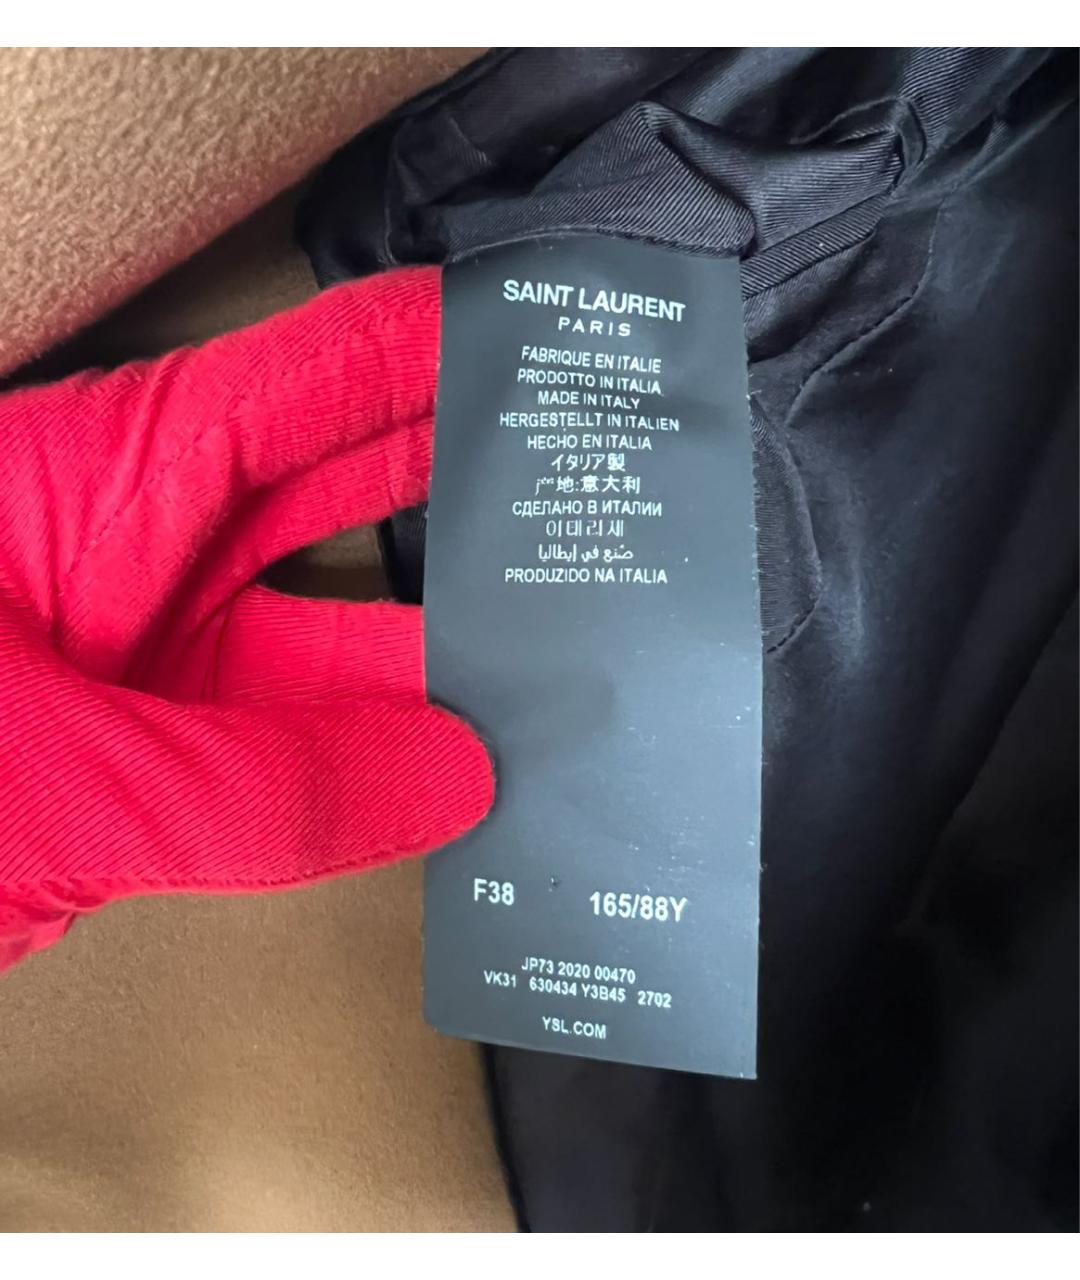 SAINT LAURENT
PARIS
FABRIQUE EN ITALIE
PRODOTTO IN ITALIA
MADE IN ITALY
HERGESTELLT IN ITALIEN
HECHO EN ITALIA
イタリア製
产地:意大利
СДЕЛАНО В ИТАЛИИ
이태리제
صنع في إيطاليا
PRODUZIDO NA ITALIA
F38 165/88Y
JP73 2020 00470
VK31 630434 Y3B45 2702
YSL.COM